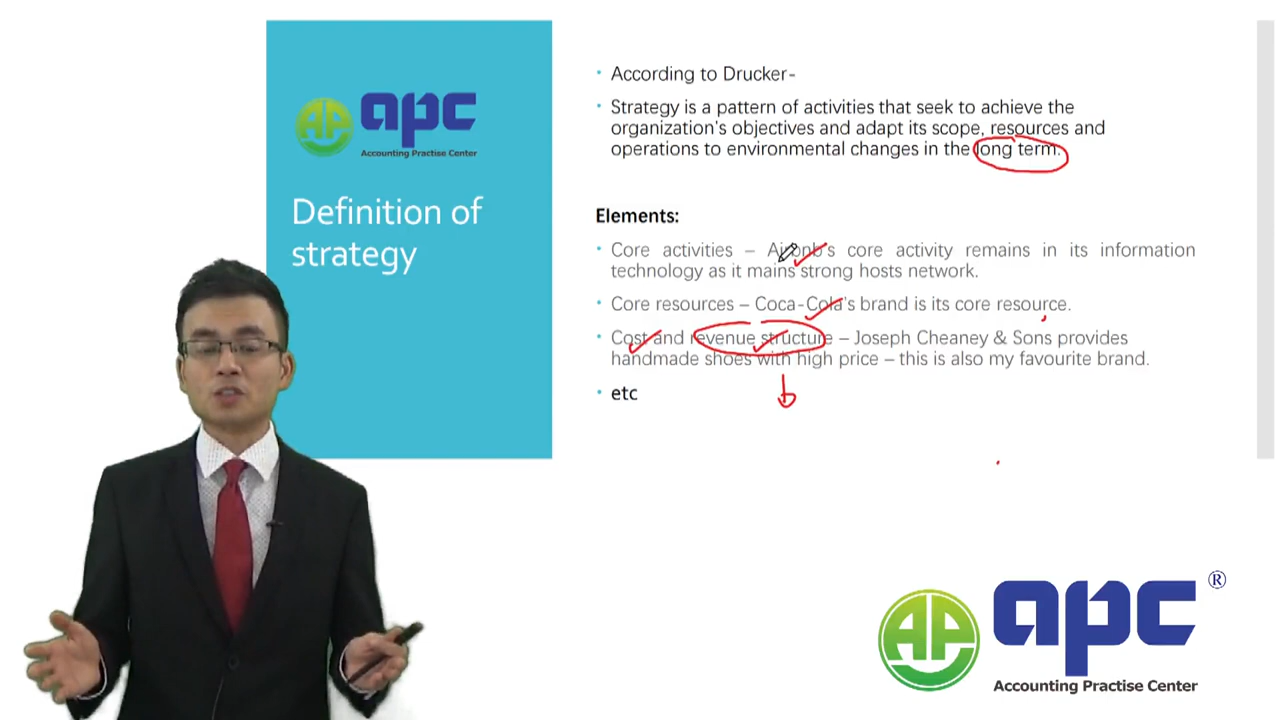 apc
Accounting Practise Center
Definition of
strategy
According to Drucker-
Strategy is a pattern of activities that seek to achieve the
organization's objectives and adapt its scope, resources and
operations to environmental changes in the long term.
Elements:
Core activities – Airbnb's core activity remains in its information
technology as it mains strong hosts network.
Core resources – Coca-Cola's brand is its core resource.
Cost and revenue structure – Joseph Cheaney & Sons provides
handmade shoes with high price – this is also my favourite brand.
etc
AP
apc ®
Accounting Practise Center